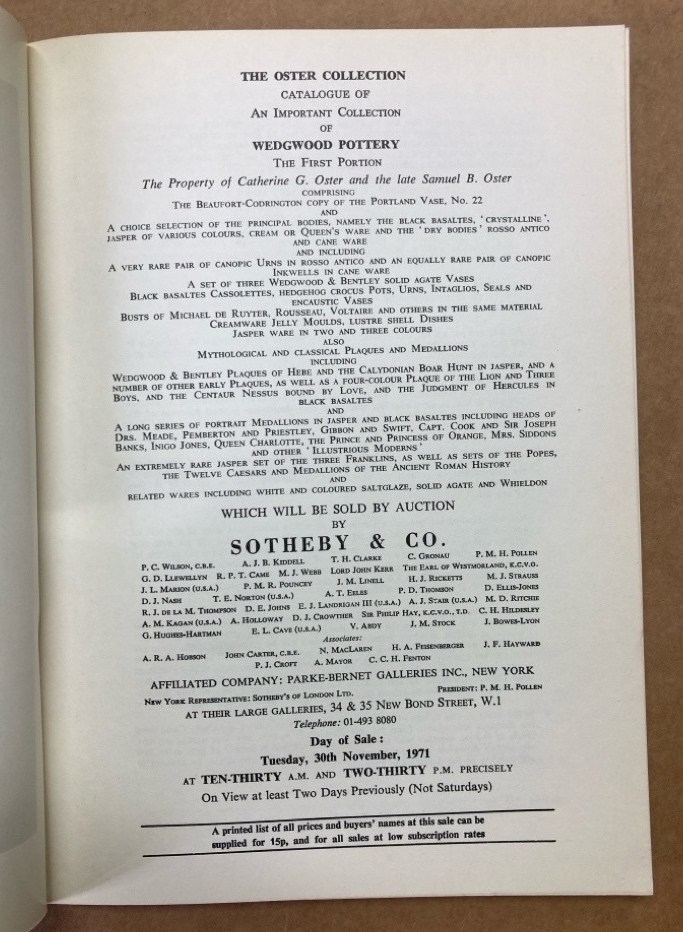 THE OSTER COLLECTION
CATALOGUE OF
AN IMPORTANT COLLECTION
OF
WEDGWOOD POTTERY
THE FIRST PORTION
The Property of Catherine G. Oster and the late Samuel B. Oster
COMPRISING
THE BEAUFORT-CODRINGTON COPY OF THE PORTLAND VASE, No. 22
AND
A CHOICE SELECTION OF THE PRINCIPAL BODIES, NAMELY THE BLACK BASALTES, 'CRYSTALLINE',
JASPER OF VARIOUS COLOURS, CREAM OR QUEEN'S WARE AND THE 'DRY BODIES' ROSSO ANTICO
AND CANE WARE
AND INCLUDING
A VERY RARE PAIR OF CANOPIC URNS IN ROSSO ANTICO AND AN EQUALLY RARE PAIR OF CANOPIC
INKWELLS IN CANE WARE
A SET OF THREE WEDGWOOD & BENTLEY SOLID AGATE VASES
BLACK BASALTES CASSOLETTES, HEDGEHOG CROCUS POTS, URNS, INTAGLIOS, SEALS AND
ENCAUSTIC VASES
BUSTS OF MICHAEL DE RUYTER, ROUSSEAU, VOLTAIRE AND OTHERS IN THE SAME MATERIAL
CREAMWARE JELLY MOULDS, LUSTRE SHELL DISHES
JASPER WARE IN TWO AND THREE COLOURS
ALSO
MYTHOLOGICAL AND CLASSICAL PLAQUES AND MEDALLIONS
INCLUDING
WEDGWOOD & BENTLEY PLAQUES OF HEBE AND THE CALYDONIAN BOAR HUNT IN JASPER, AND A
NUMBER OF OTHER EARLY PLAQUES, AS WELL AS A FOUR-COLOUR PLAQUE OF THE LION AND THREE
BOYS, AND THE CENTAUR NESSUS BOUND BY LOVE, AND THE JUDGMENT OF HERCULES IN
BLACK BASALTES
AND
A LONG SERIES OF PORTRAIT MEDALLIONS IN JASPER AND BLACK BASALTES INCLUDING HEADS OF
DRS. MEADE, PEMBERTON AND PRIESTLEY, GIBBON AND SWIFT, CAPT. COOK AND SIR JOSEPH
BANKS, INIGO JONES, QUEEN CHARLOTTE, THE PRINCE AND PRINCESS OF ORANGE, MRS. SIDDONS
AND OTHER 'ILLUSTRIOUS MODERNS'
AN EXTREMELY RARE JASPER SET OF THE THREE FRANKLINS, AS WELL AS SETS OF THE POPES,
THE TWELVE CAESARS AND MEDALLIONS OF THE ANCIENT ROMAN HISTORY
AND
RELATED WARES INCLUDING WHITE AND COLOURED SALTGLAZE, SOLID AGATE AND WHIELDON
WHICH WILL BE SOLD BY AUCTION
BY
SOTHEBY & CO.
P. C. WILSON, C.B.E. A. J. B. KIDDELL T. H. CLARKE C. GRONAU P. M. H. POLLEN
G. D. LLEWELLYN R. P. T. CAME M. J. WEBB LORD JOHN KERR THE EARL OF WESTMORLAND, K.C.V.O.
J. L. MARION (U.S.A.) P. M. R. POUNCEY J. M. LINELL H. J. RICKETTS M. J. STRAUSS
D. J. NASH T. E. NORTON (U.S.A.) A. T. EELES P. D. THOMSON D. ELLIS-JONES
R. J. DE LA M. THOMPSON D. E. JOHNS E. J. LANDRIGAN III (U.S.A.) A. J. STAIR (U.S.A.) M. D. RITCHIE
A. M. KAGAN (U.S.A.) A. HOLLOWAY D. J. CROWTHER SIR PHILIP HAY, K.C.V.O., T.D. C. H. HILDESLEY
G. HUGHES-HARTMAN E. L. CAVE (U.S.A.) V. ABDY J. M. STOCK J. BOWES-LYON
Associates:
A. R. A. HOBSON JOHN CARTER, C.B.E. N. MACLAREN H. A. FEISENBERGER J. F. HAYWARD
P. J. CROFT A. MAYOR C. C. H. FENTON
AFFILIATED COMPANY: PARKE-BERNET GALLERIES INC., NEW YORK
NEW YORK REPRESENTATIVE: SOTHEBY'S OF LONDON LTD. PRESIDENT: P. M. H. POLLEN
AT THEIR LARGE GALLERIES, 34 & 35 NEW BOND STREET, W.1
Telephone: 01-493 8080
Day of Sale:
Tuesday, 30th November, 1971
AT TEN-THIRTY A.M. AND TWO-THIRTY P.M. PRECISELY
On View at least Two Days Previously (Not Saturdays)
A printed list of all prices and buyers' names at this sale can be
supplied for 15p, and for all sales at low subscription rates